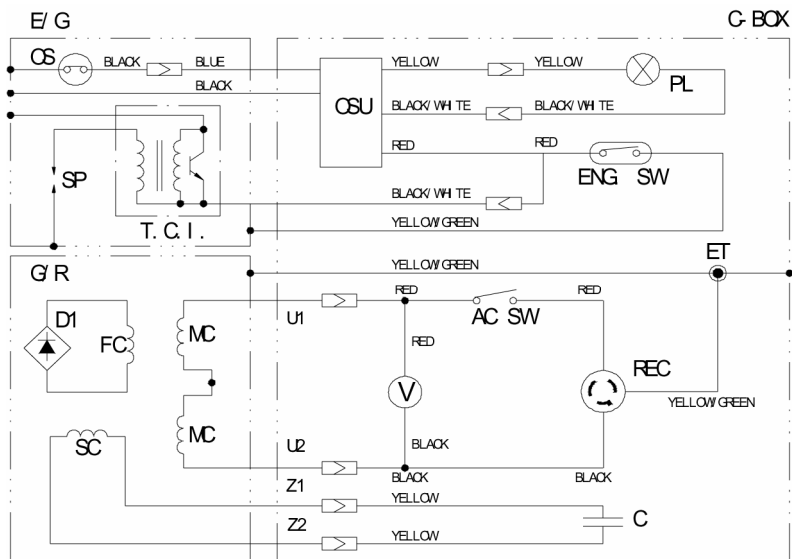 E/G
C-BOX
OS
BLACK
BLUE
YELLOW
YELLOW
PL
BLACK
OSU
BLACK/WHITE
BLACK/WHITE
RED
RED
ENG SW
SP
BLACK/WHITE
T.C.I.
YELLOW/GREEN
ET
G/R
YELLOW/GREEN
D1
FC
MC
U1
RED
AC SW
RED
RED
V
REC
YELLOW/GREEN
MC
SC
U2
BLACK
BLACK
BLACK
Z1
YELLOW
C
Z2
YELLOW